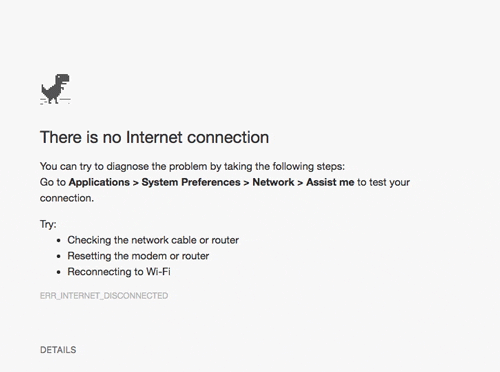 There is no Internet connection
You can try to diagnose the problem by taking the following steps:
Go to Applications > System Preferences > Network > Assist me to test your
connection.
Try:
• Checking the network cable or router
• Resetting the modem or router
• Reconnecting to Wi-Fi
ERR_INTERNET_DISCONNECTED
DETAILS